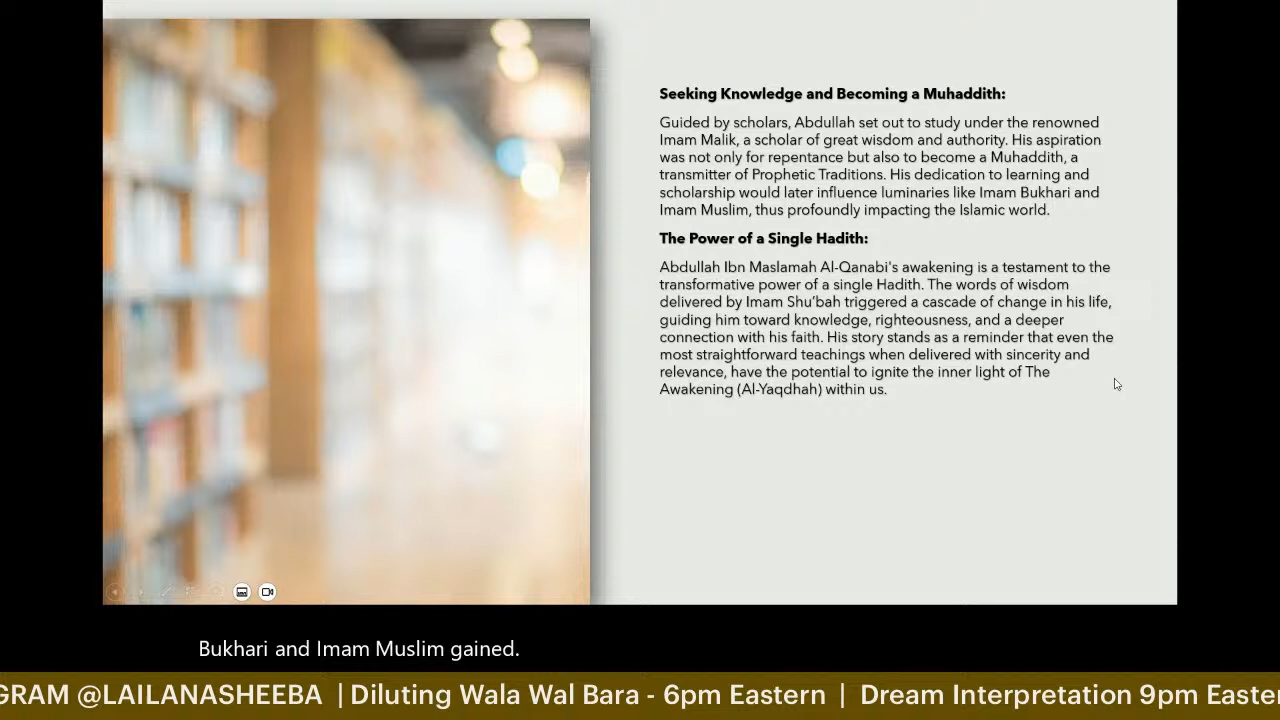 Seeking Knowledge and Becoming a Muhaddith:
Guided by scholars, Abdullah set out to study under the renowned
Imam Malik, a scholar of great wisdom and authority. His aspiration
was not only for repentance but also to become a Muhaddith, a
transmitter of Prophetic Traditions. His dedication to learning and
scholarship would later influence luminaries like Imam Bukhari and
Imam Muslim, thus profoundly impacting the Islamic world.
The Power of a Single Hadith:
Abdullah Ibn Maslamah Al-Qanabi's awakening is a testament to the
transformative power of a single Hadith. The words of wisdom
delivered by Imam Shu'bah triggered a cascade of change in his life,
guiding him toward knowledge, righteousness, and a deeper
connection with his faith. His story stands as a reminder that even the
most straightforward teachings when delivered with sincerity and
relevance, have the potential to ignite the inner light of The
Awakening (Al-Yaqdhah) within us.
Bukhari and Imam Muslim gained.
GRAM @LAILANASHEEBA | Diluting Wala Wal Bara - 6pm Eastern | Dream Interpretation 9pm Easte